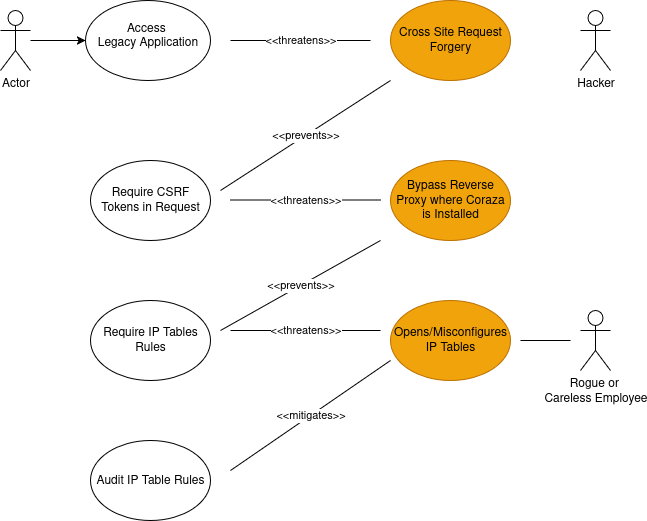 Access
Legacy Application
<<threatens>>
Cross Site Request
Forgery
Actor
Hacker
<<prevents>>
Require CSRF
Tokens in Request
<<threatens>>
Bypass Reverse
Proxy where Coraza
is Installed
<<prevents>>
Require IP Tables
Rules
<<threatens>>
Opens/Misconfigures
IP Tables
Rogue or
Careless Employee
<<mitigates>>
Audit IP Table Rules